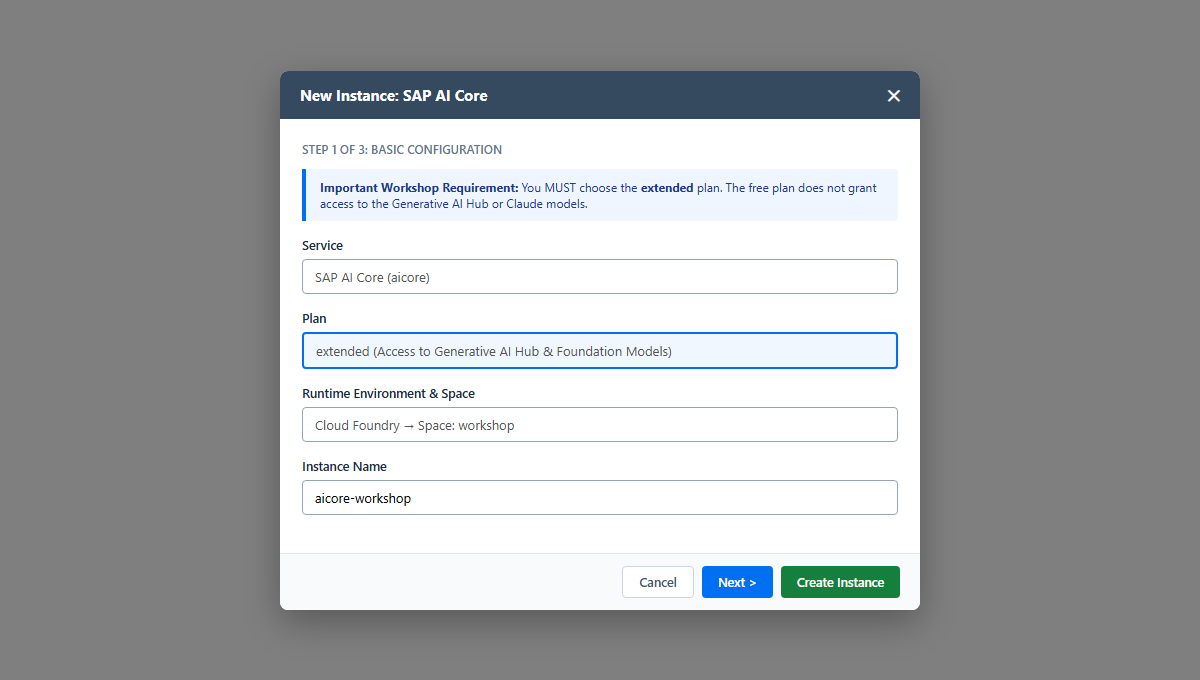 New Instance: SAP AI Core
STEP 1 OF 3: BASIC CONFIGURATION
Important Workshop Requirement: You MUST choose the extended plan. The free plan does not grant
access to the Generative AI Hub or Claude models.
Service
SAP AI Core (aicore)
Plan
extended (Access to Generative AI Hub & Foundation Models)
Runtime Environment & Space
Cloud Foundry → Space: workshop
Instance Name
aicore-workshop
Cancel
Next >
Create Instance